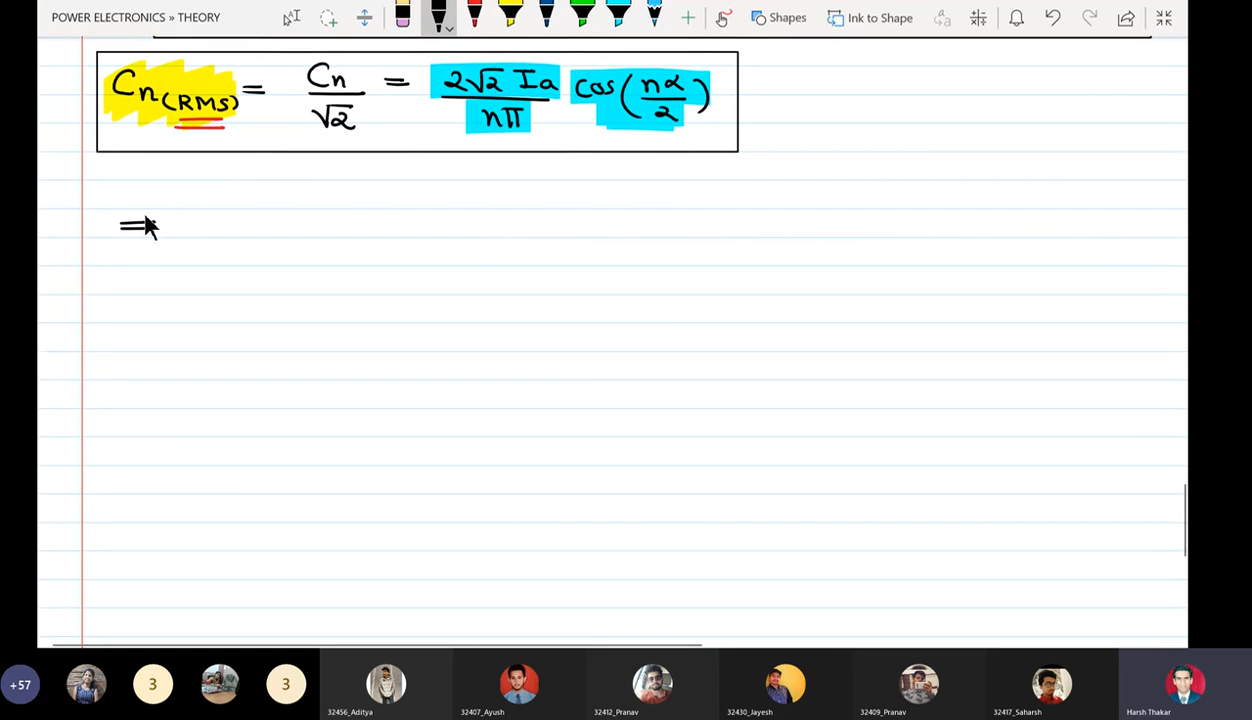 POWER ELECTRONICS » THEORY
Shapes
Ink to Shape
Cn(RMS) = Cn/√2 = 2√2 Ia/nπ cos(nα/2)
=
+57
3
3
32456_Aditya
32407_Ayush
32412_Pranav
32430_Jayesh
32409_Pranav
32417_Saharsh
Harsh Thakar